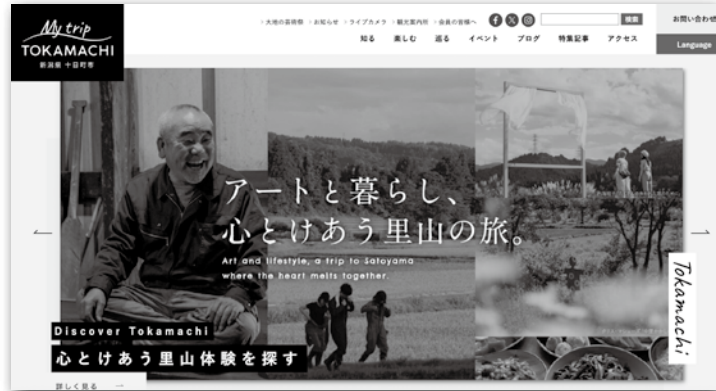 My trip
TOKAMACHI
新潟県 十日町市
大地の芸術祭
お知らせ
ライブカメラ
観光案内所
会員の皆様へ
検索
お問い合わせ
知る
楽しむ
巡る
イベント
ブログ
特集記事
アクセス
Language
アートと暮らし、
心とけあう里山の旅。
Art and lifestyle, a trip to Satoyama
where the heart melts together.
Tokamachi
Discover Tokamachi
心とけあう里山体験を探す
詳しく見る